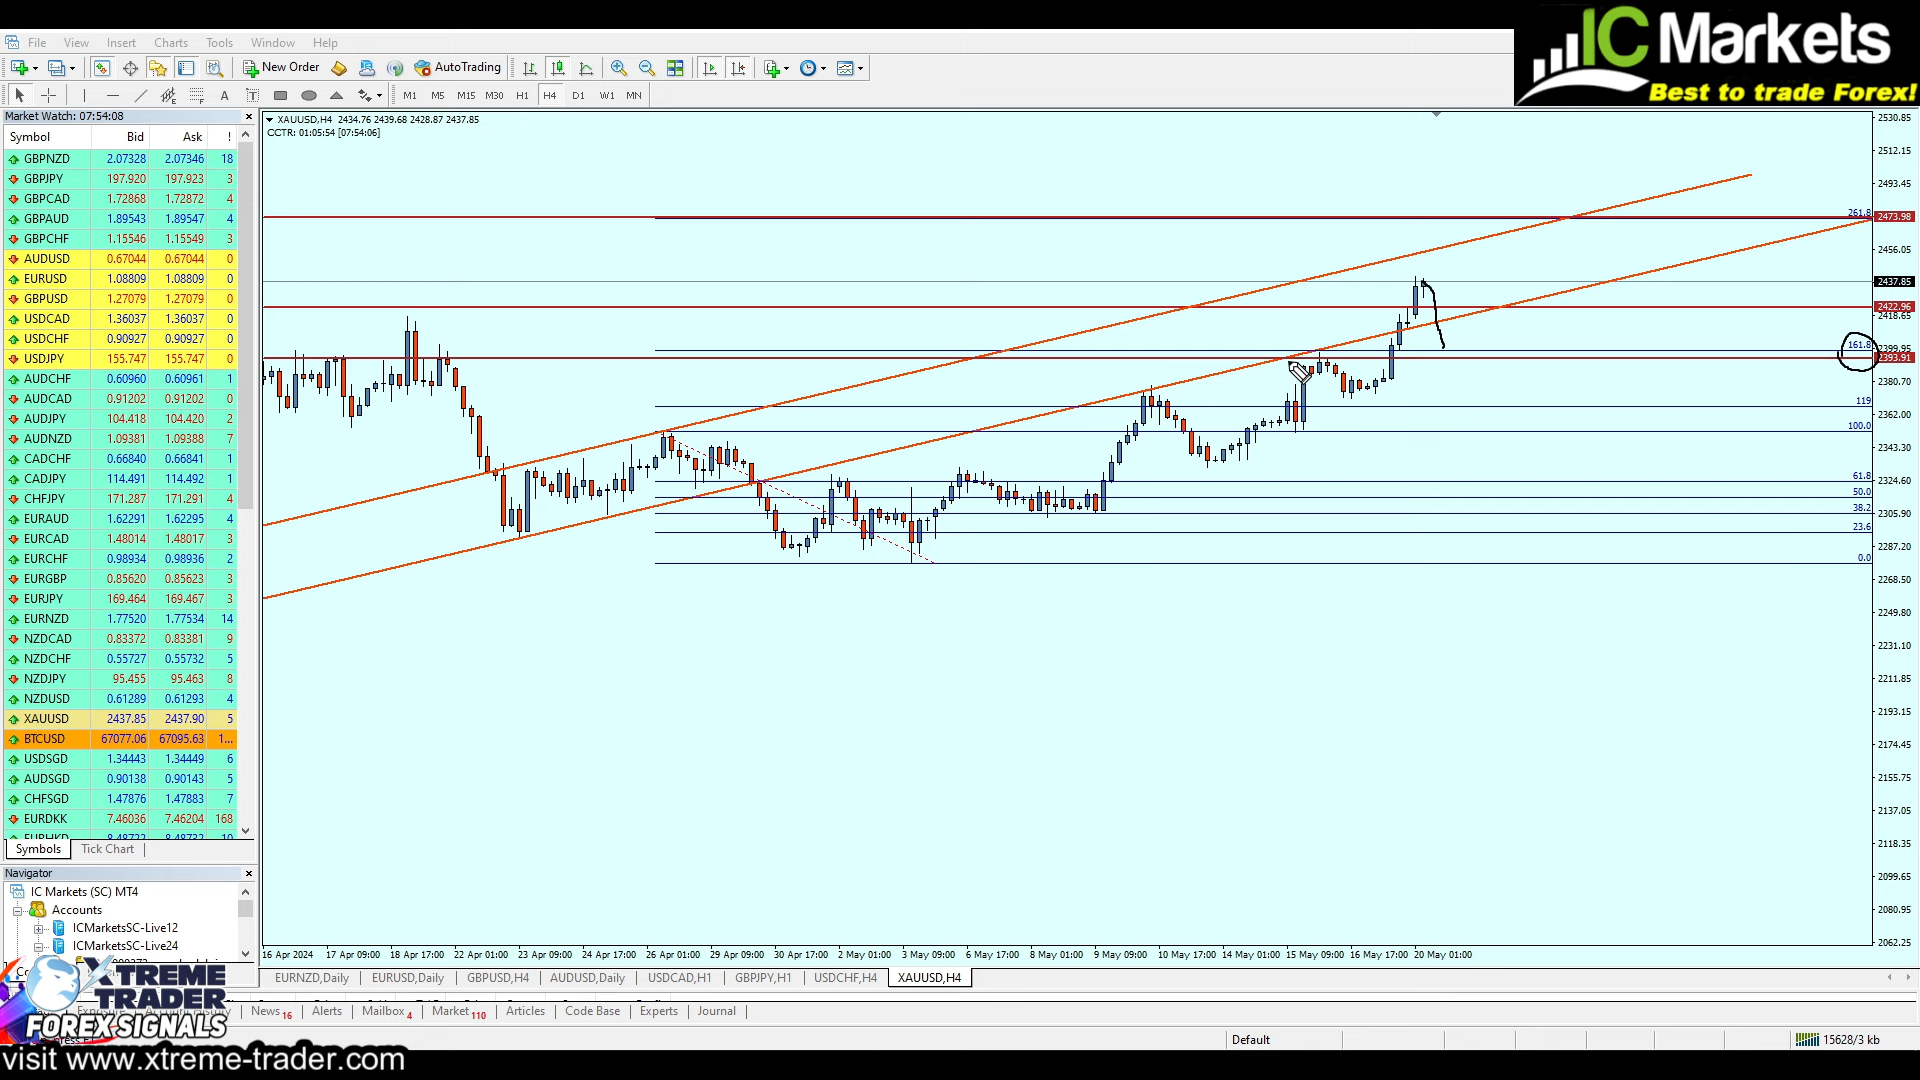 IC Markets
Best to trade Forex!
File View Insert Charts Tools Window Help
New Order AutoTrading
A T M1 M5 M15 M30 H1 H4 D1 W1 MN
Market Watch: 07:54:08
Symbol Bid Ask !
GBPNZD 2.07328 2.07346 18
GBPJPY 197.920 197.923 3
GBPCAD 1.72868 1.72872 4
GBPAUD 1.89543 1.89547 4
GBPCHF 1.15546 1.15549 3
AUDUSD 0.67044 0.67044 0
EURUSD 1.08809 1.08809 0
GBPUSD 1.27079 1.27079 0
USDCAD 1.36037 1.36037 0
USDCHF 0.90927 0.90927 0
USDJPY 155.747 155.747 0
AUDCHF 0.60960 0.60961 1
AUDCAD 0.91202 0.91202 0
AUDJPY 104.418 104.420 2
AUDNZD 1.09381 1.09388 7
CADCHF 0.66840 0.66841 1
CADJPY 114.491 114.492 1
CHFJPY 171.287 171.291 4
EURAUD 1.62291 1.62295 4
EURCAD 1.48014 1.48017 3
EURCHF 0.98934 0.98936 2
EURGBP 0.85620 0.85623 3
EURJPY 169.464 169.467 3
EURNZD 1.77520 1.77534 14
NZDCAD 0.83372 0.83381 9
NZDCHF 0.55727 0.55732 5
NZDJPY 95.455 95.463 8
NZDUSD 0.61289 0.61293 4
XAUUSD 2437.85 2437.90 5
BTCUSD 67077.06 67095.63 1...
USDSGD 1.34443 1.34449 6
AUDSGD 0.90138 0.90143 5
CHFSGD 1.47876 1.47883 7
EURDKK 7.46036 7.46204 168
EURHKD 8.48722 8.48732 10
Symbols Tick Chart
Navigator
IC Markets (SC) MT4
Accounts
ICMarketsSC-Live12
ICMarketsSC-Live24
XAUUSD,H4 2434.76 2439.68 2428.87 2437.85
CCTR: 01:05:54 [07:54:06]
2530.85
2512.15
2493.45
261.8 2473.98
2456.05
2437.85
2422.96
2418.65
161.8 2399.95
2393.91
2380.70
119
2362.00
100.0
2343.30
61.8 2324.60
50.0
38.2 2305.90
23.6
2287.20
0.0
2268.50
2249.80
2231.10
2211.85
2193.15
2174.45
2155.75
2137.05
2118.35
2099.65
2080.95
2062.25
16 Apr 2024 17 Apr 09:00 18 Apr 17:00 22 Apr 01:00 23 Apr 09:00 24 Apr 17:00 26 Apr 01:00 29 Apr 09:00 30 Apr 17:00 2 May 01:00 3 May 09:00 6 May 17:00 8 May 01:00 9 May 09:00 10 May 17:00 14 May 01:00 15 May 09:00 16 May 17:00 20 May 01:00
EURNZD,Daily EURUSD,Daily GBPUSD,H4 AUDUSD,Daily USDCAD,H1 GBPJPY,H1 USDCHF,H4 XAUUSD,H4
XTREME
TRADER
FOREX SIGNALS
Exposure Account History News 16 Alerts Mailbox 4 Market 110 Articles Code Base Experts Journal
Default 15628/3 kb
visit www.xtreme-trader.com